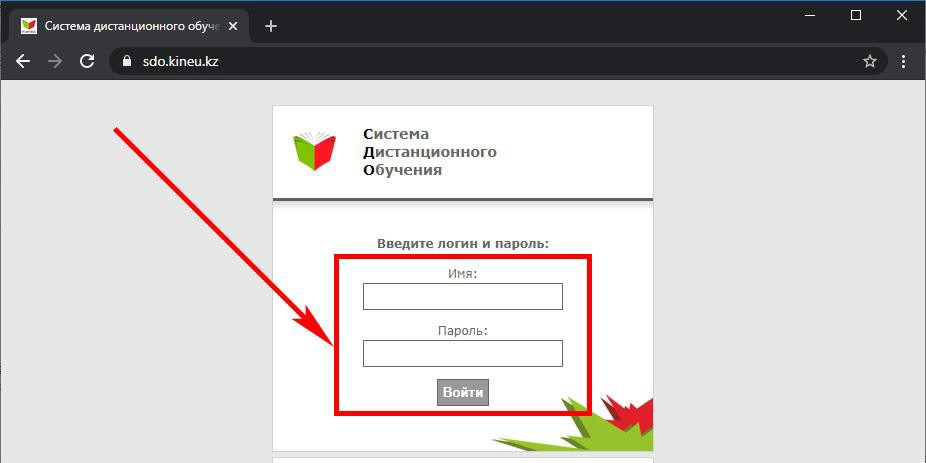 Система дистанционного обуче
sdo.kineu.kz
Система
Дистанционного
Обучения
Введите логин и пароль:
Имя:
Пароль:
Войти